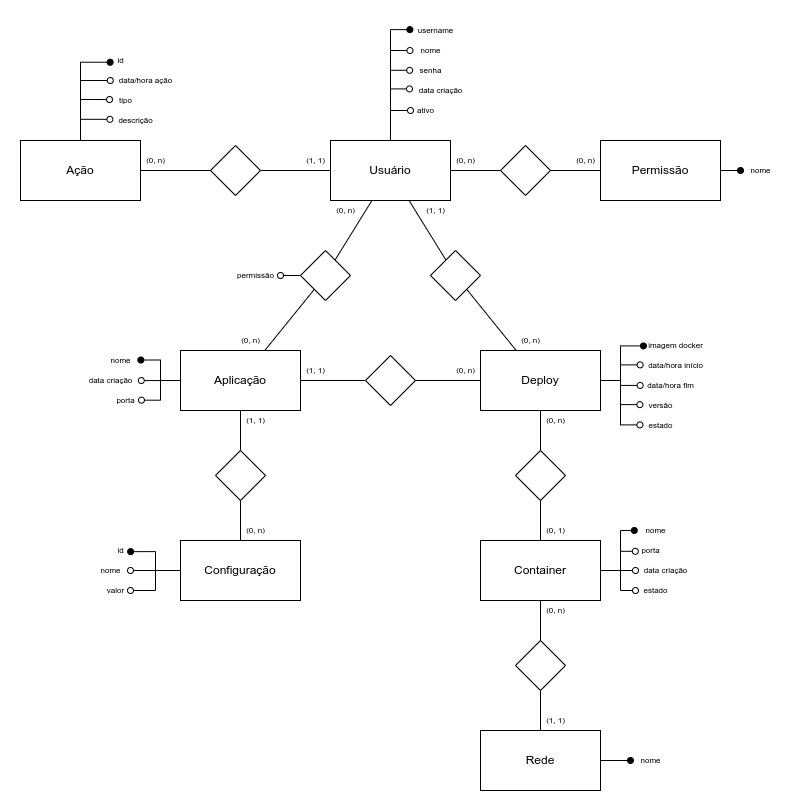 username
nome
senha
data criação
ativo
id
data/hora ação
tipo
descrição
Ação
(0, n)
(1, 1)
Usuário
(0, n)
(0, n)
Permissão
nome
(0, n)
(1, 1)
permissão
(0, n)
(0, n)
nome
data criação
porta
Aplicação
(1, 1)
(0, n)
Deploy
imagem docker
data/hora início
data/hora fim
versão
estado
(1, 1)
(0, n)
(0, n)
(0, 1)
id
nome
valor
Configuração
Container
nome
porta
data criação
estado
(0, n)
(1, 1)
Rede
nome